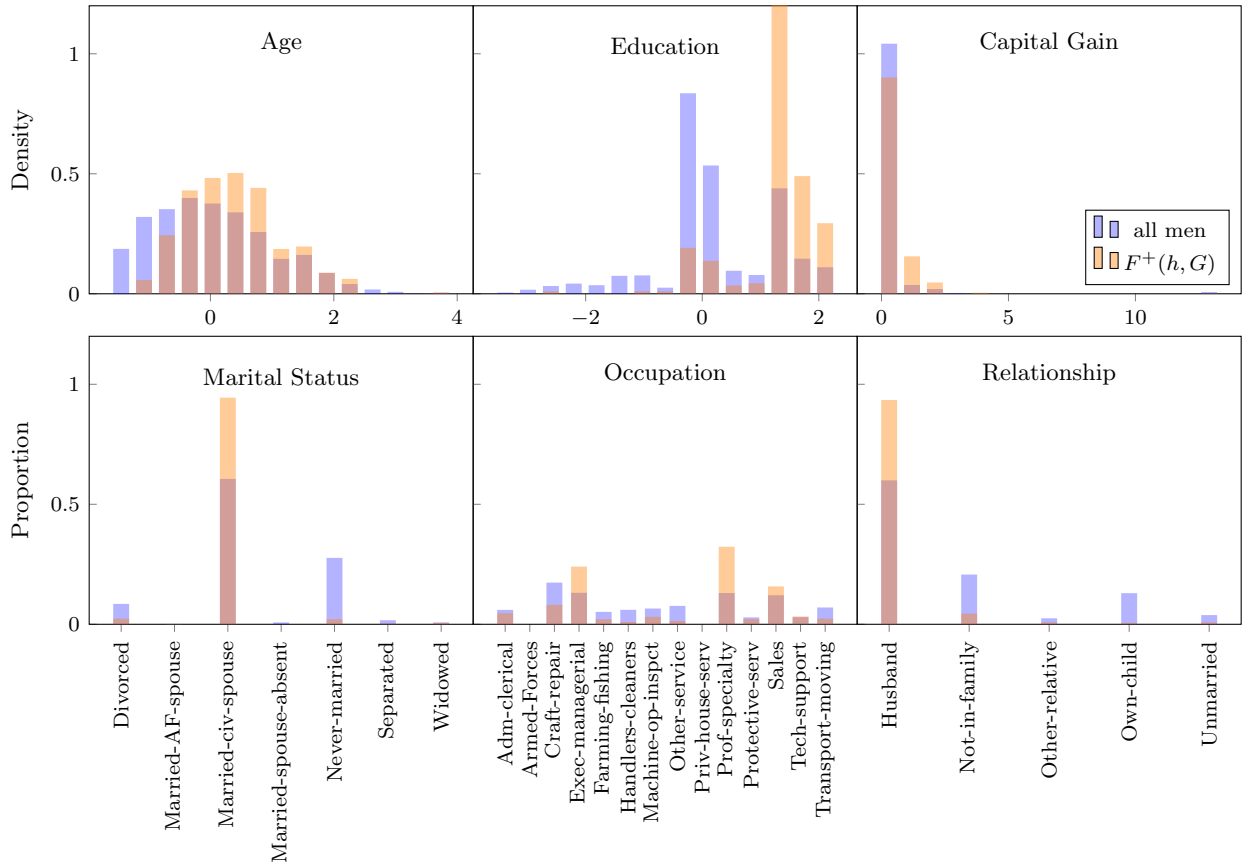 Age
Education
Capital Gain
Density
1
0.5
0
0
2
4
−2
0
2
0
5
10
all men
F⁺(h, G)
Marital Status
Occupation
Relationship
Proportion
1
0.5
0
Divorced
Married-AF-spouse
Married-civ-spouse
Married-spouse-absent
Never-married
Separated
Widowed
Adm-clerical
Armed-Forces
Craft-repair
Exec-managerial
Farming-fishing
Handlers-cleaners
Machine-op-inspct
Other-service
Priv-house-serv
Prof-specialty
Protective-serv
Sales
Tech-support
Transport-moving
Husband
Not-in-family
Other-relative
Own-child
Unmarried